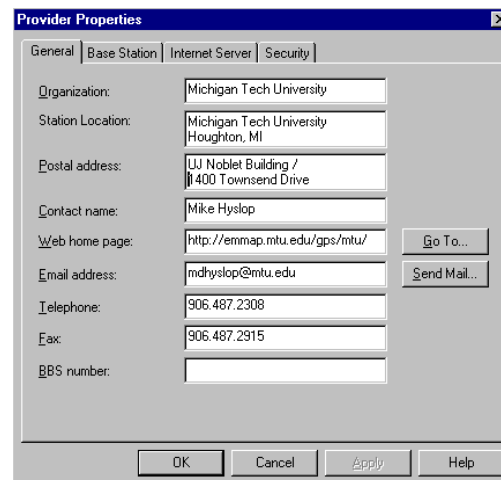 Provider Properties
General Base Station Internet Server Security
Organization: Michigan Tech University
Station Location: Michigan Tech University
Houghton, MI
Postal address: UJ Noblet Building /
1400 Townsend Drive
Contact name: Mike Hyslop
Web home page: http://emmap.mtu.edu/gps/mtu/ Go To...
Email address: mdhyslop@mtu.edu Send Mail...
Telephone: 906.487.2308
Fax: 906.487.2915
BBS number:
OK Cancel Apply Help